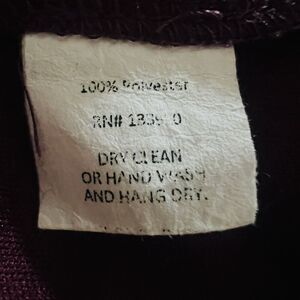 100% Polyester
RN#
DRY CLEAN
OR HAND WASH
AND HANG DRY.